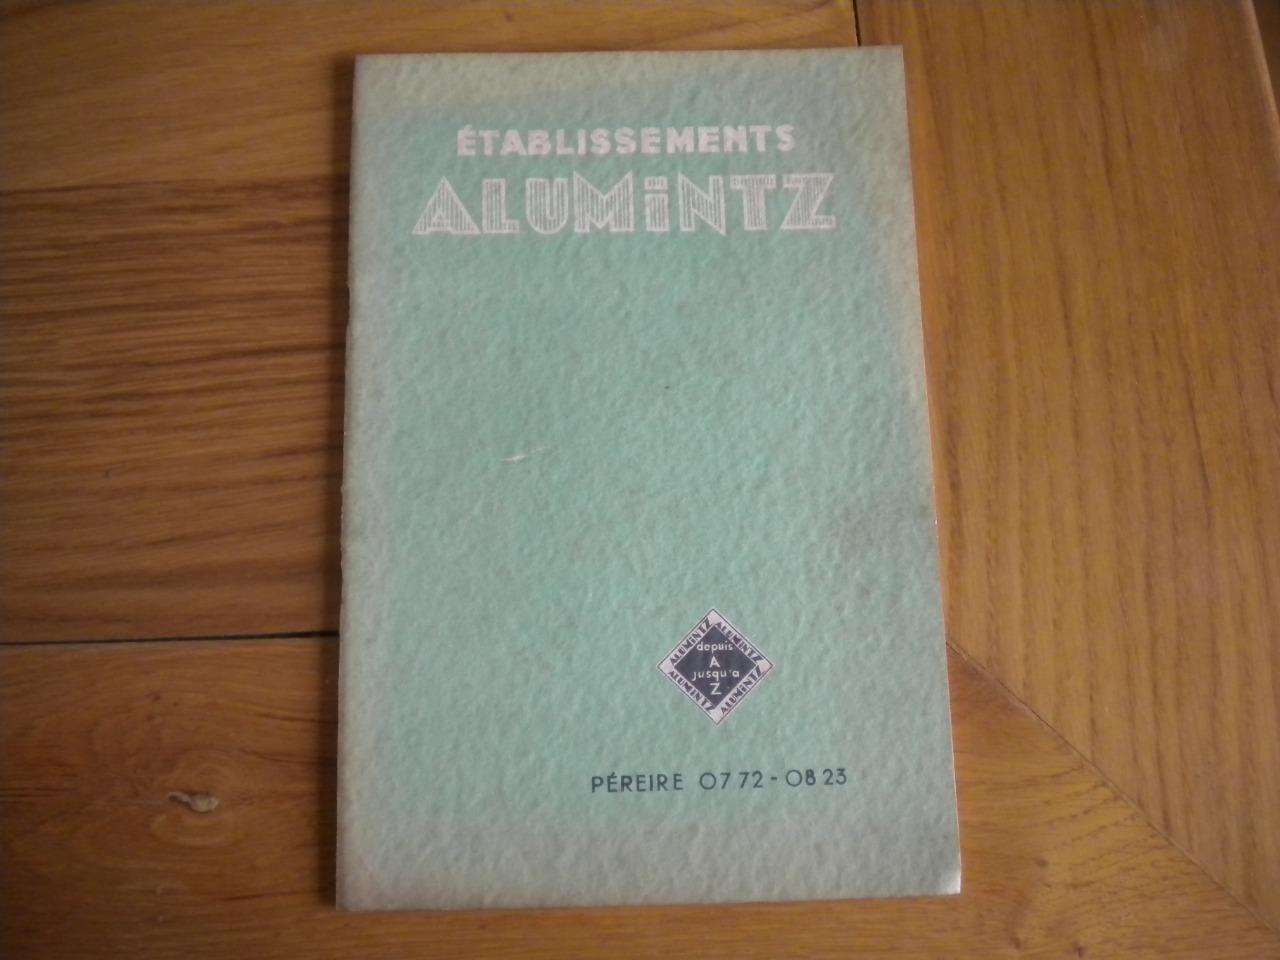 ÉTABLISSEMENTS
ALUMiNTZ
ALUMiNTZ
ALUMiNTZ
depuis
A
jusqu'a
Z
ALUMiNTZ
ALUMiNTZ
PÉREIRE 07 72 - 08 23